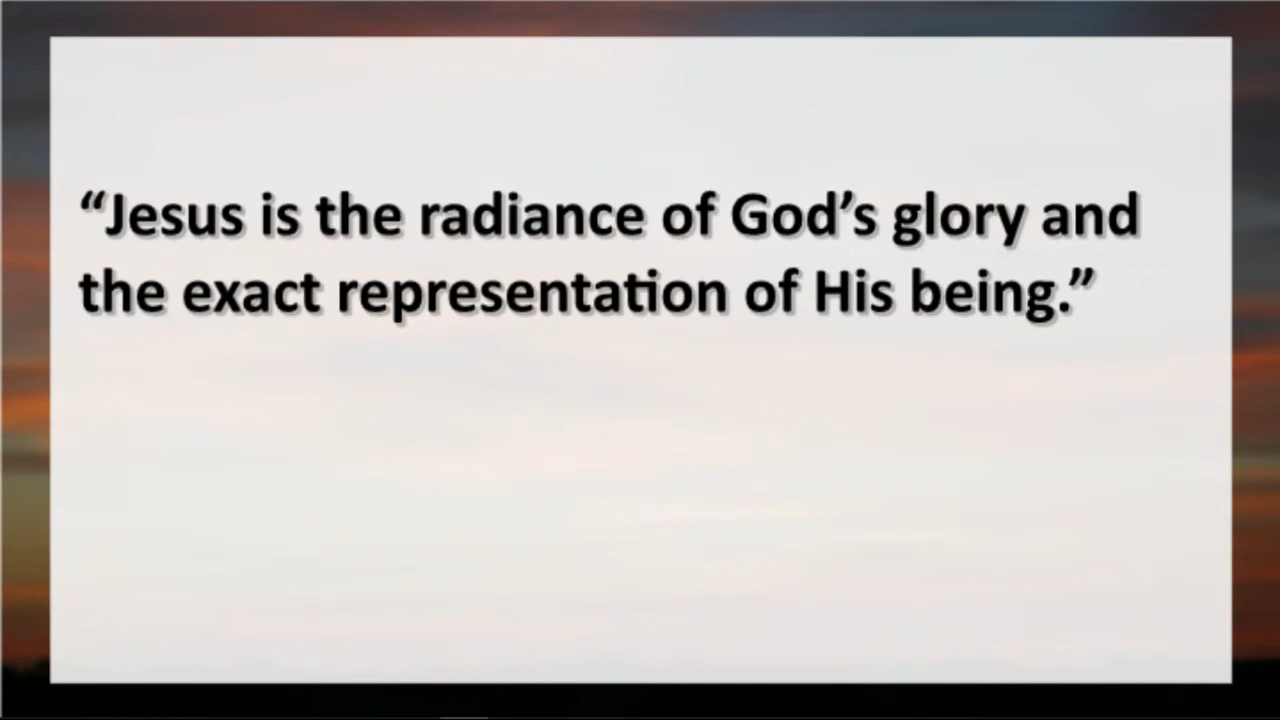 “Jesus is the radiance of God’s glory and
the exact representation of His being.”